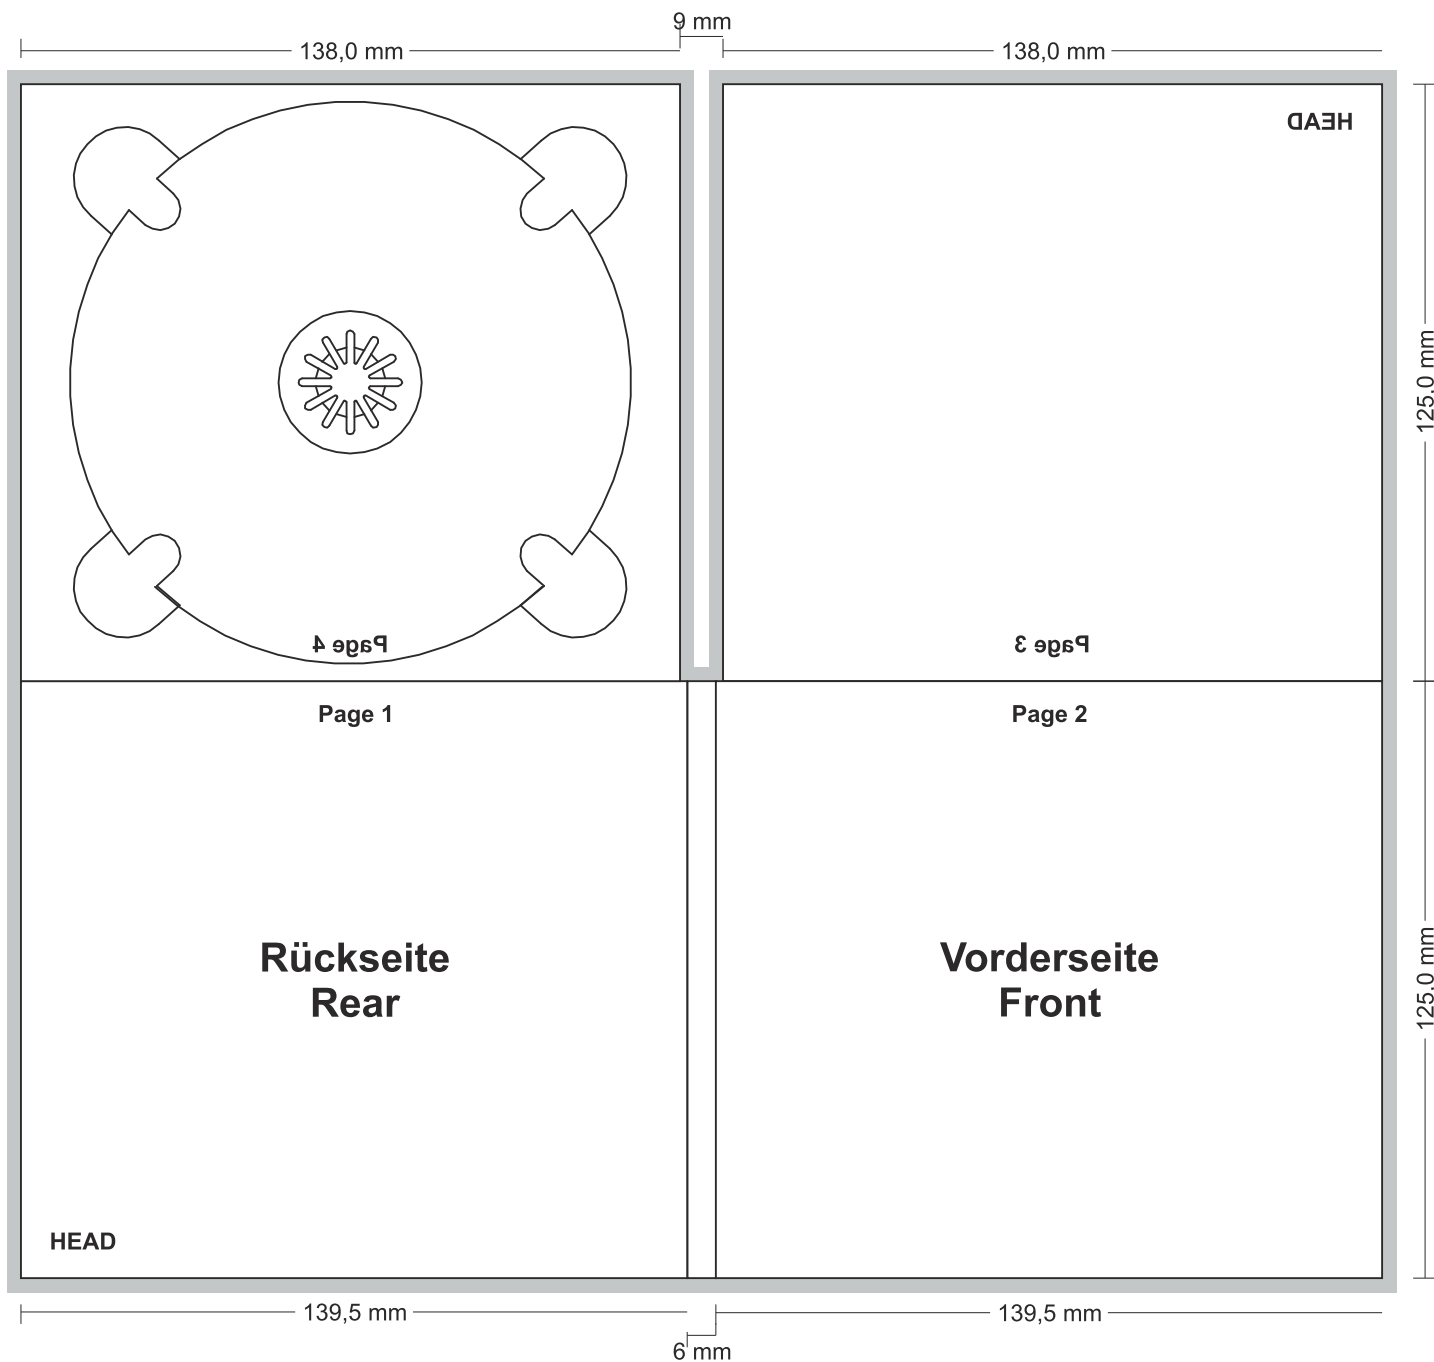 9 mm
138,0 mm
138,0 mm
HEAD
125.0 mm
Page 4
Page 3
Page 1
Page 2
Rückseite
Rear
Vorderseite
Front
125.0 mm
HEAD
139,5 mm
139,5 mm
6 mm